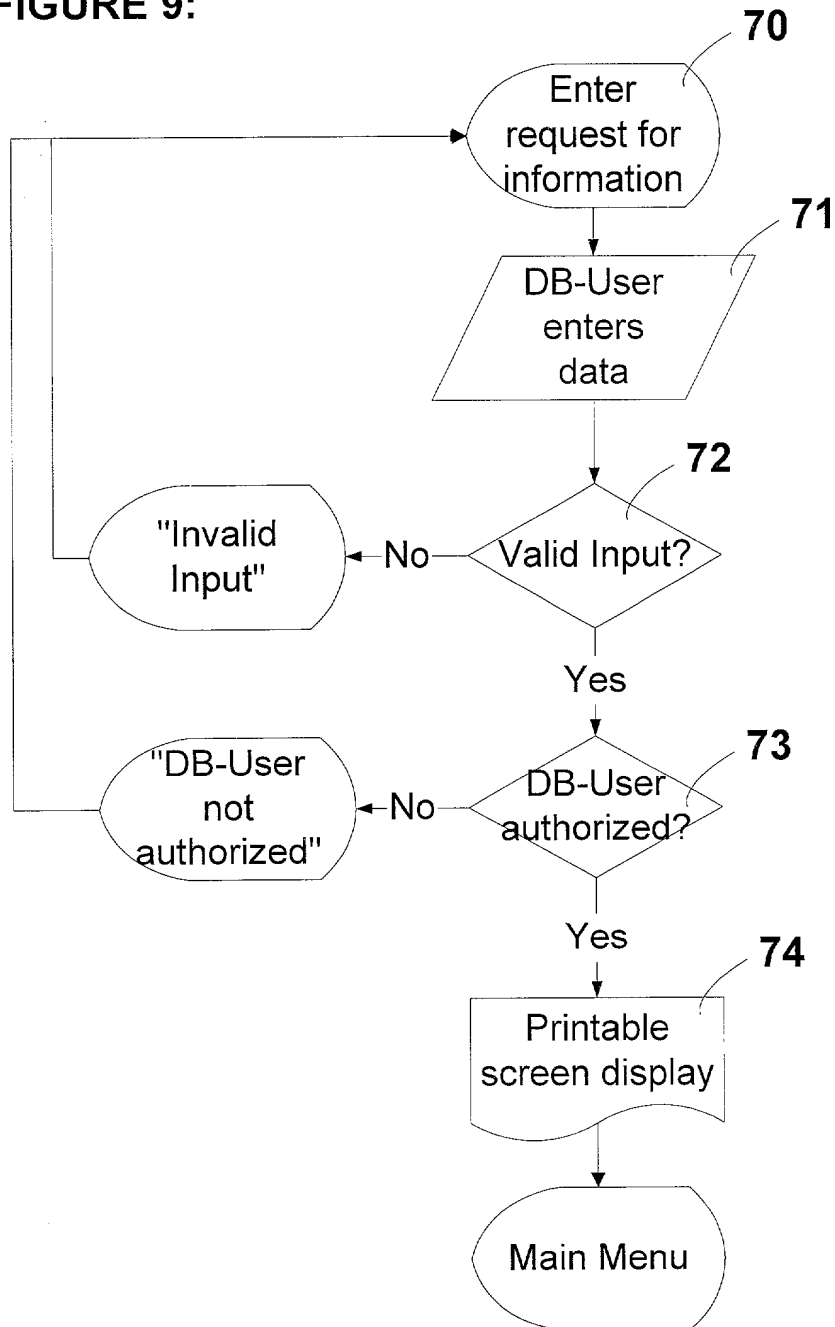 FIGURE 9:
70
Enter
request for
information
71
DB-User
enters
data
72
Valid Input?
No
"Invalid
Input"
Yes
73
DB-User
authorized?
No
"DB-User
not
authorized"
Yes
74
Printable
screen display
Main Menu